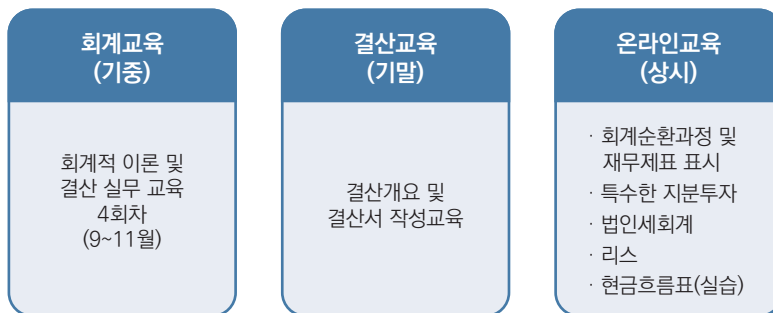 회계교육
(기중)
회계적 이론 및
결산 실무 교육
4회차
(9~11월)
결산교육
(기말)
결산개요 및
결산서 작성교육
온라인교육
(상시)
· 회계순환과정 및
재무제표 표시
· 특수한 지분투자
· 법인세회계
· 리스
· 현금흐름표(실습)